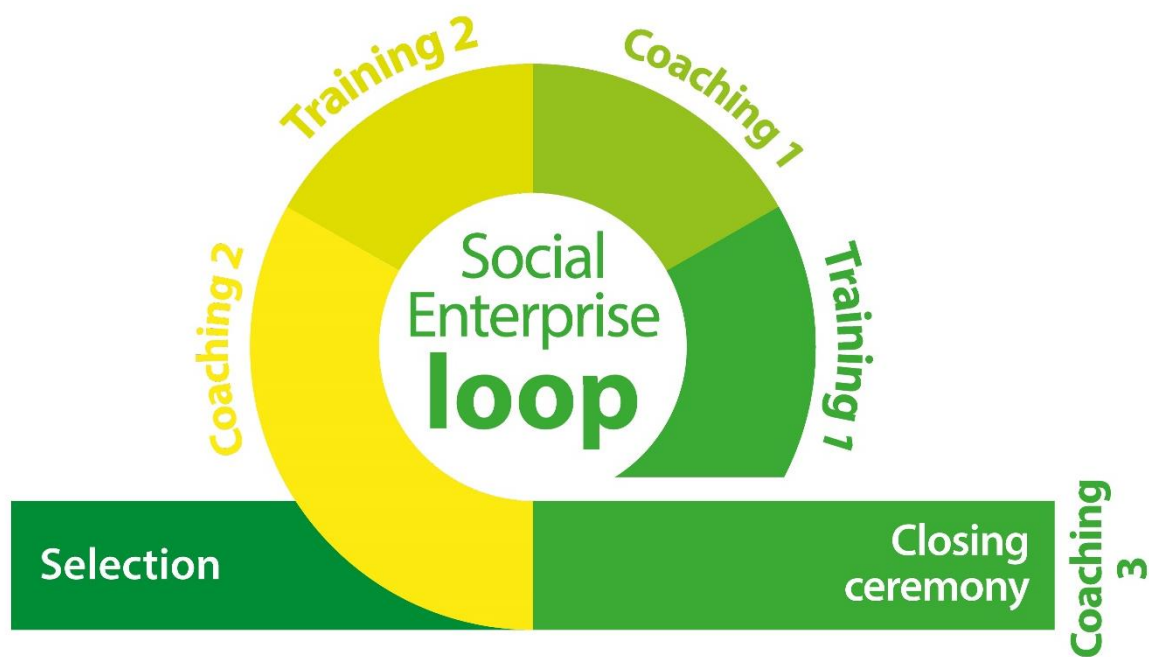 Training 2
Coaching 1
Coaching 2
Social
Enterprise
loop
Training 1
Selection
Closing
ceremony
Coaching
3